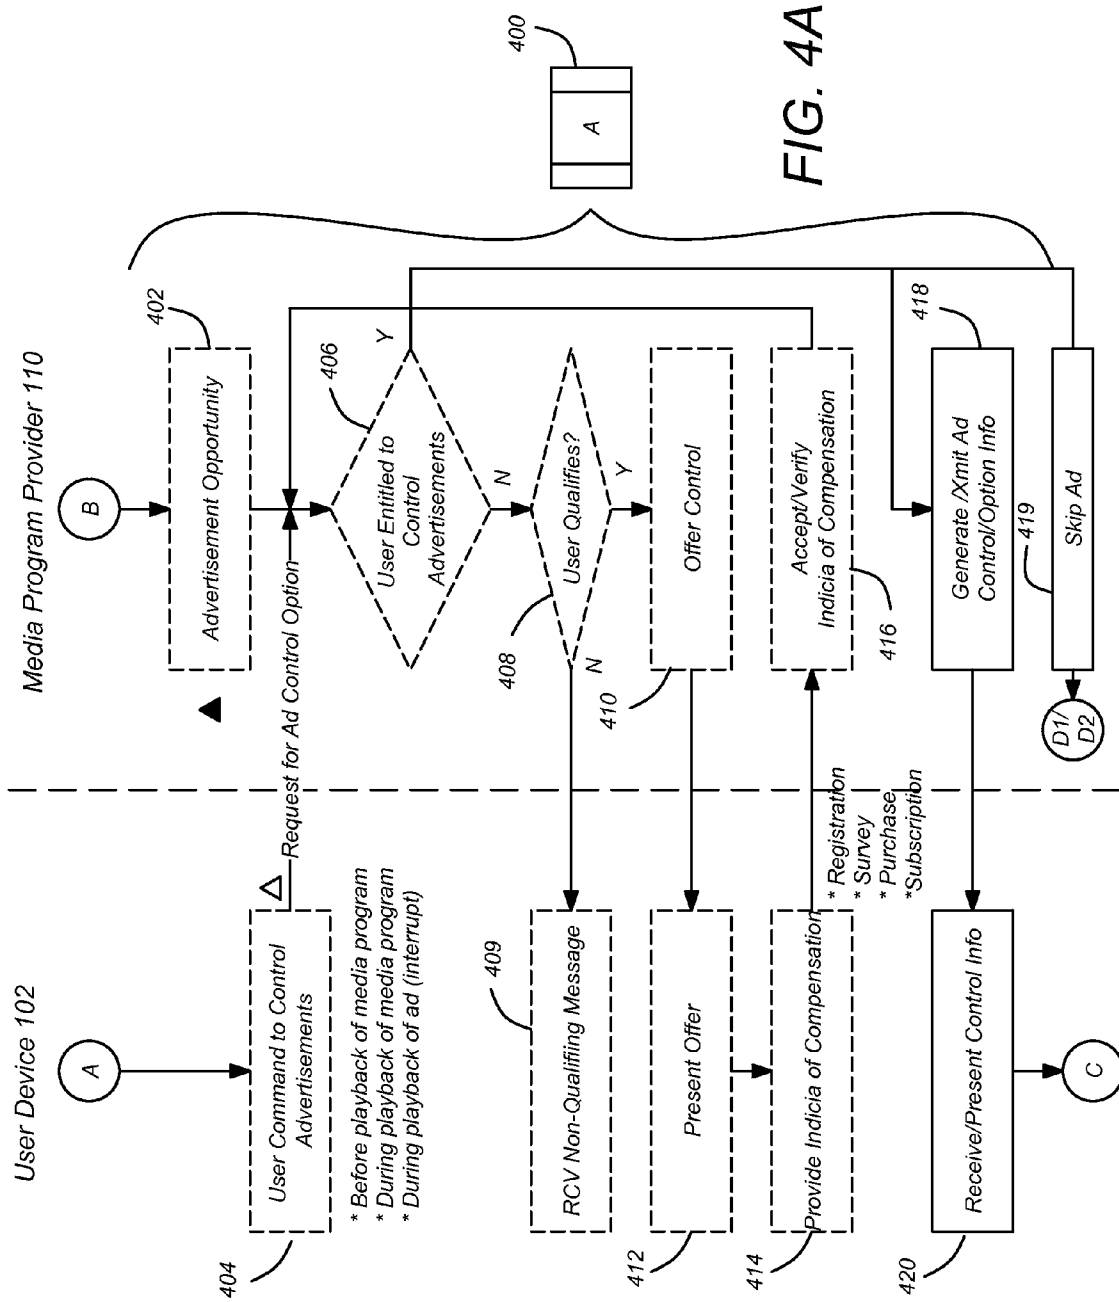 User Device 102
Media Program Provider 110
A
B
402
Advertisement Opportunity
404
User Command to Control
Advertisements
Request for Ad Control Option
* Before playback of media program
* During playback of media program
* During playback of ad (interrupt)
406
User Entitled to
Control
Advertisements
Y
N
408
User Qualifies?
N
Y
409
RCV Non-Qualifiing Message
410
Offer Control
412
Present Offer
414
Provide Indicia of Compensation
* Registration
* Survey
* Purchase
*Subscription
Accept/Verify
Indicia of Compensation
416
418
Generate /Xmit Ad
Control/Option Info
420
Receive/Present Control Info
419
Skip Ad
D1/
D2
C
400
A
FIG. 4A